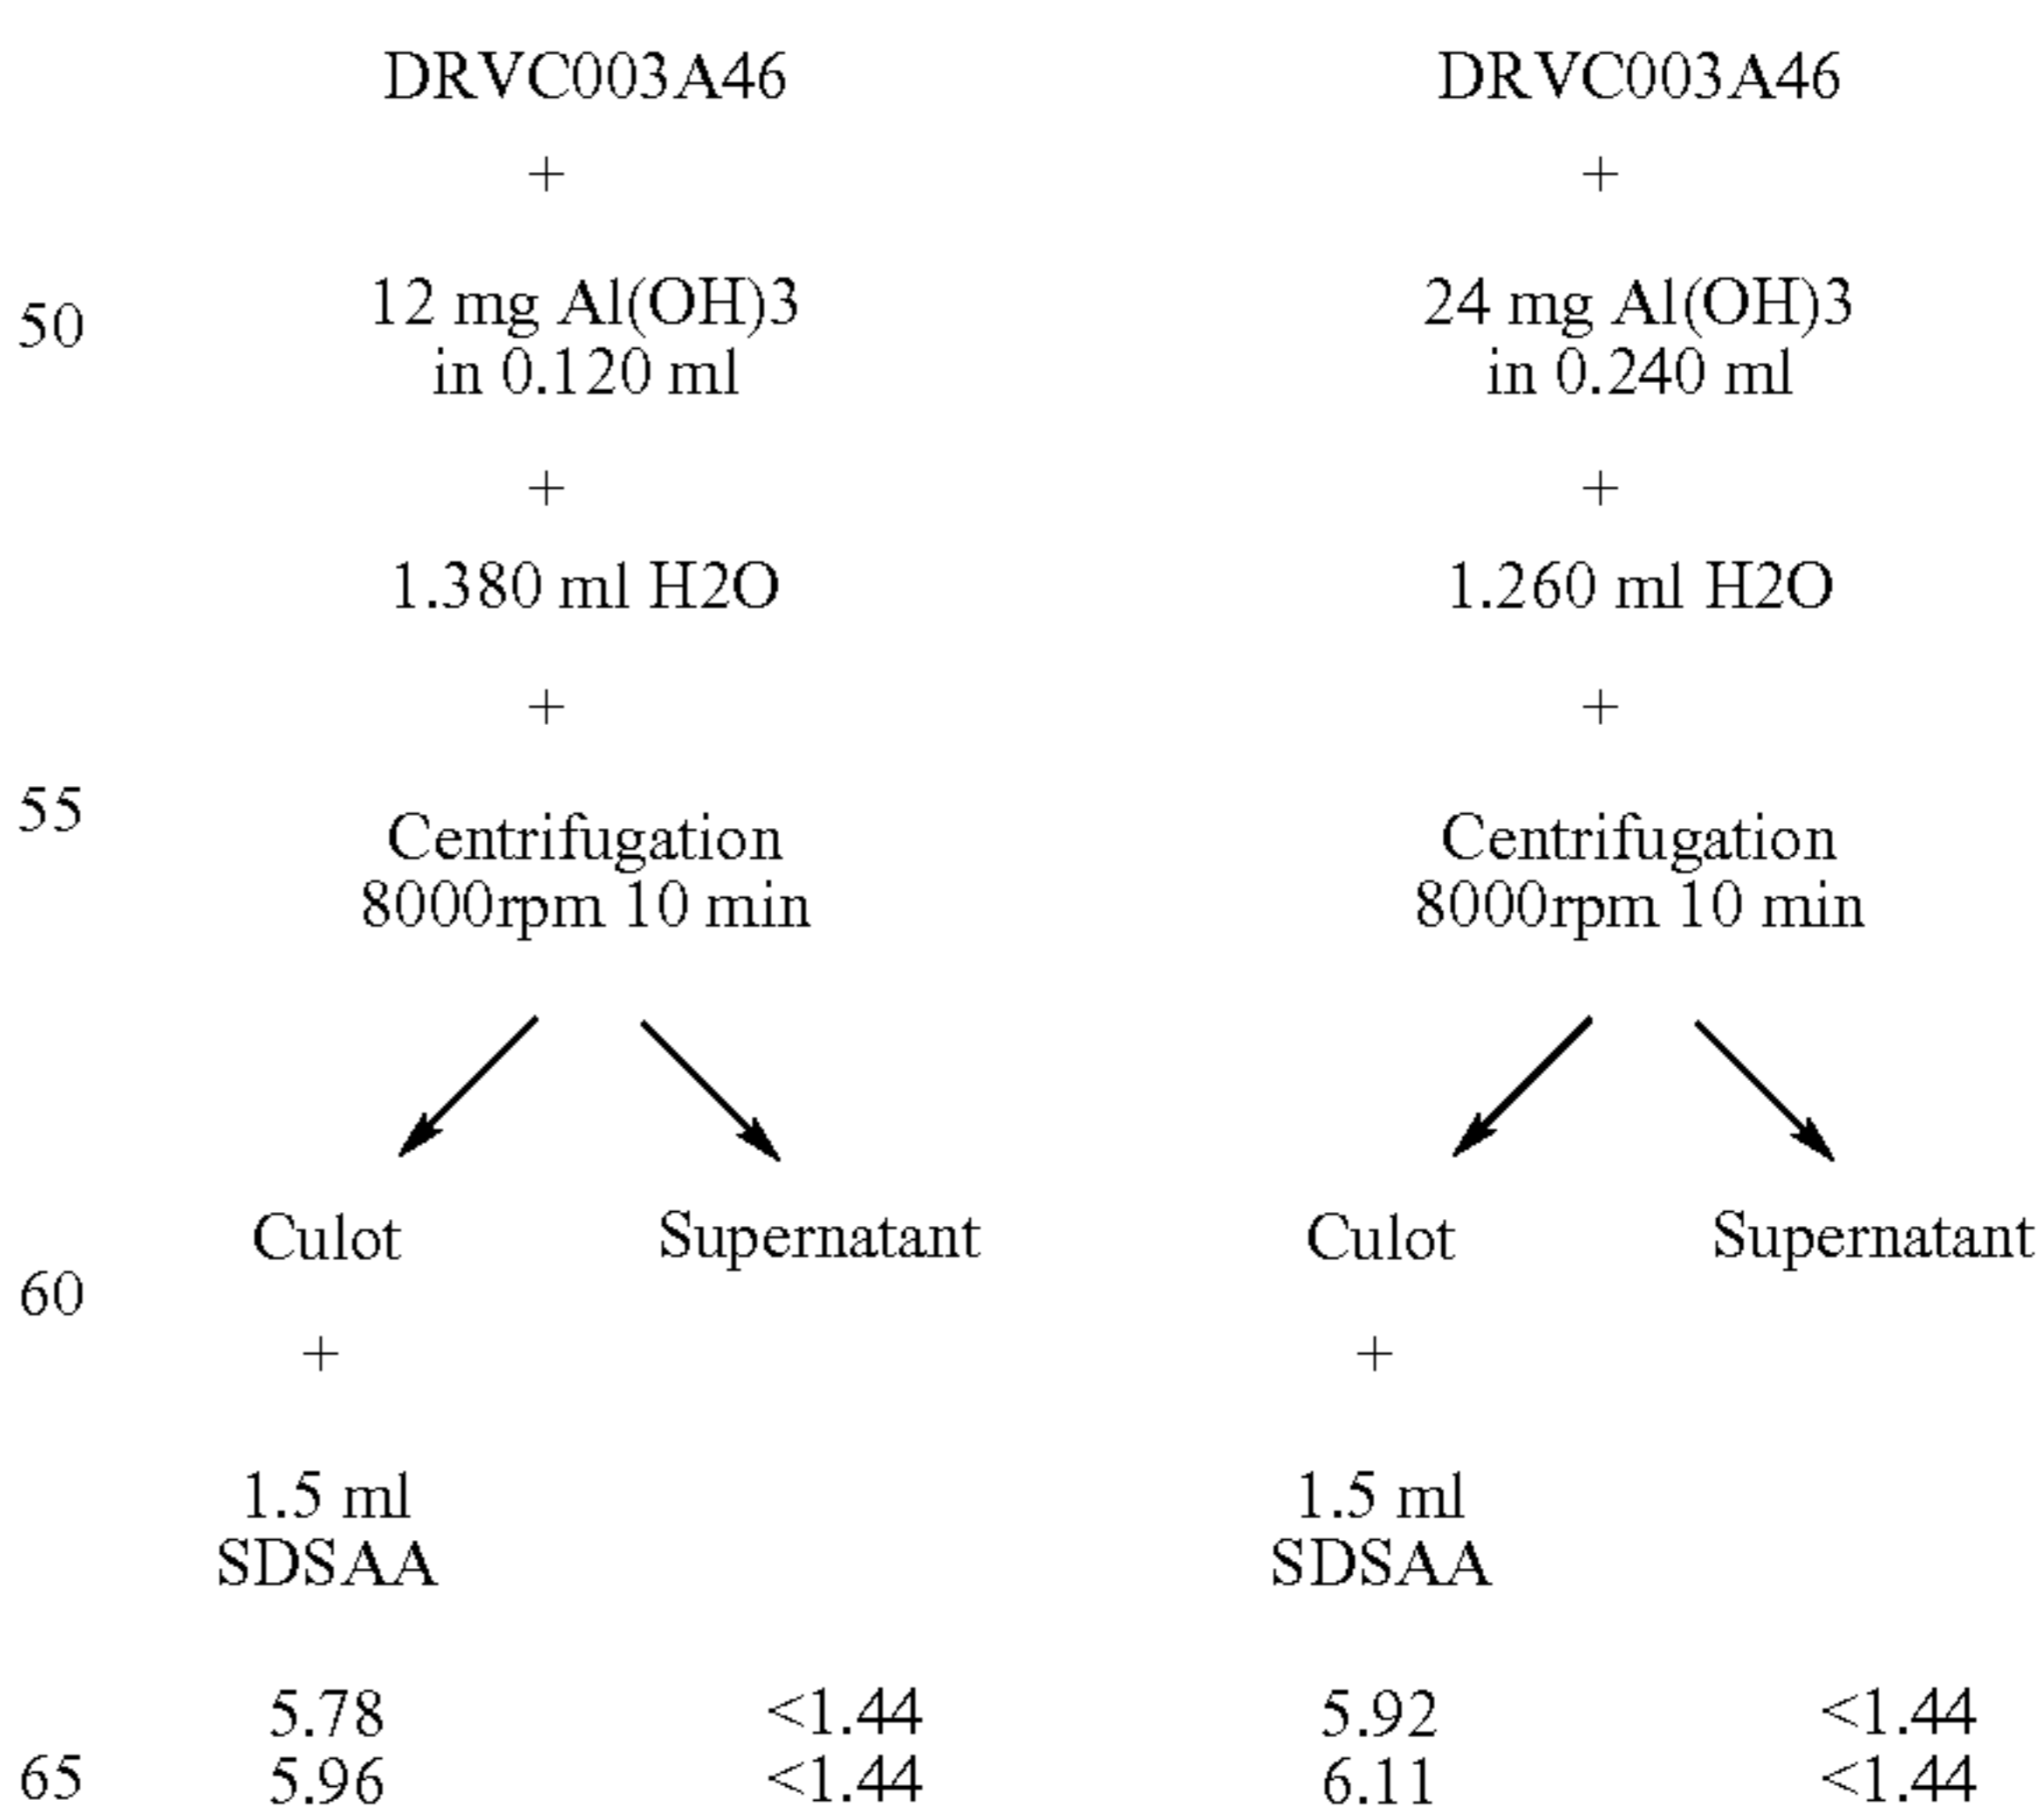 DRVC003A46 DRVC003A46
+ +
50 12 mg Al(OH)3 24 mg Al(OH)3
in 0.120 ml in 0.240 ml
+ +
1.380 ml H2O 1.260 ml H2O
+ +
55 Centrifugation Centrifugation
8000rpm 10 min 8000rpm 10 min
Culot Supernatant Culot Supernatant
60
+ +
1.5 ml 1.5 ml
SDSAA SDSAA
5.78 <1.44 5.92 <1.44
65 5.96 <1.44 6.11 <1.44